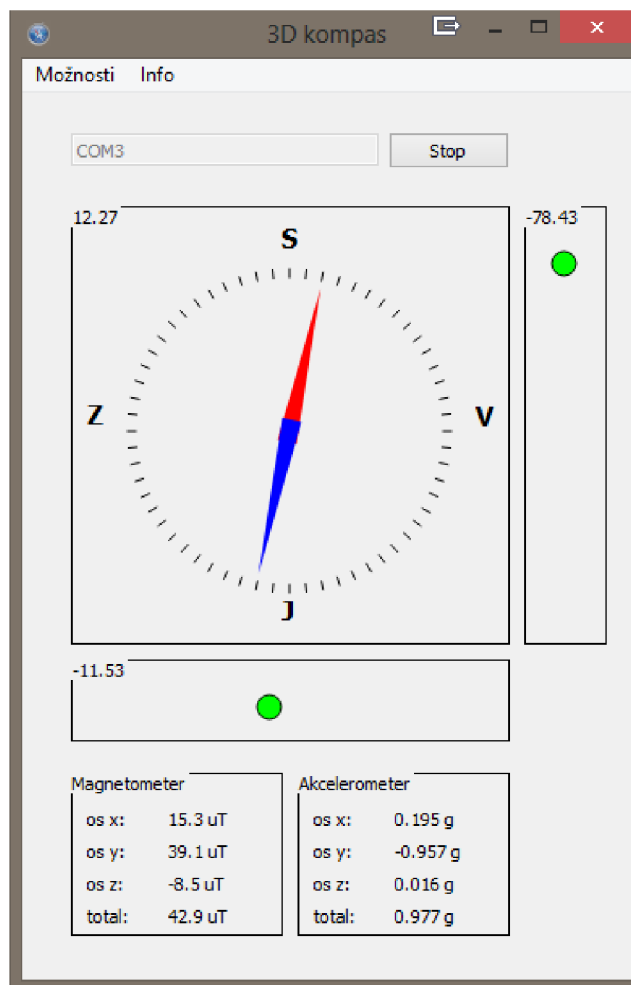 3D kompas
Možnosti Info
COM3 Stop
12.27 -78.43
S
Z V
J
-11.53
Magnetometer Akcelerometer
os x: 15.3 uT os x: 0.195 g
os y: 39.1 uT os y: -0.957 g
os z: -8.5 uT os z: 0.016 g
total: 42.9 uT total: 0.977 g